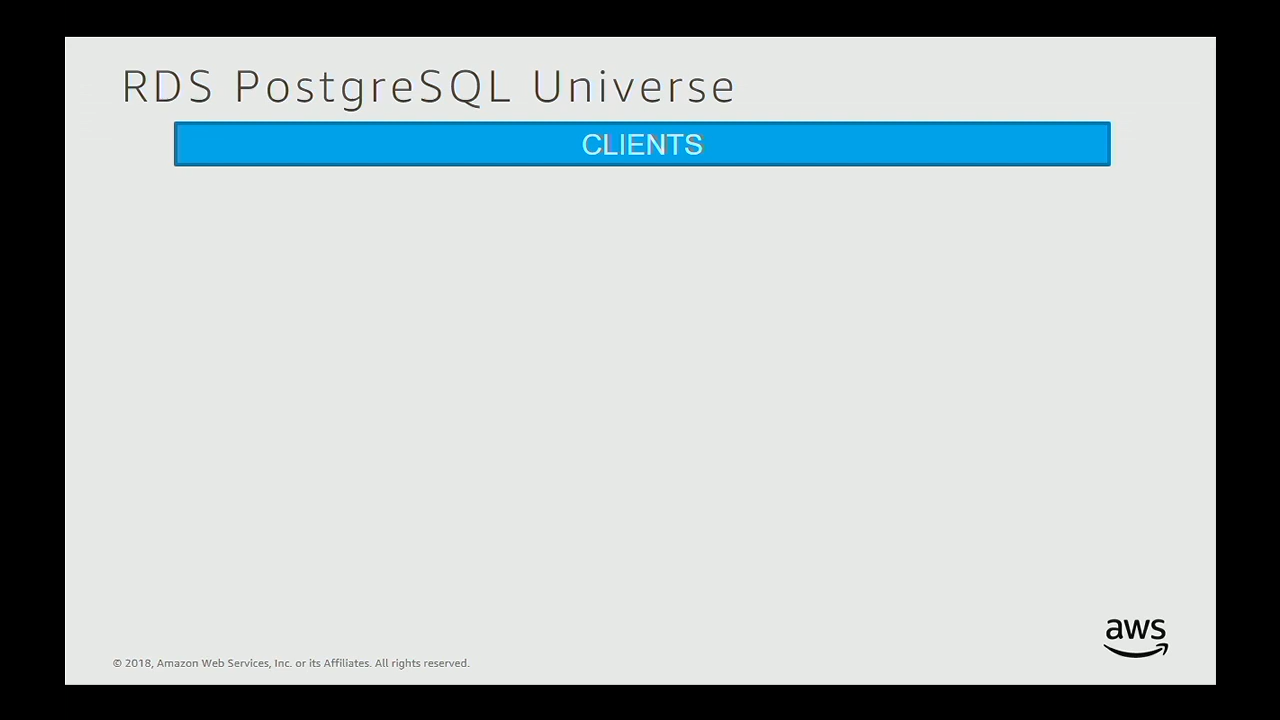 RDS PostgreSQL Universe
CLIENTS
aws
© 2018, Amazon Web Services, Inc. or its Affiliates. All rights reserved.